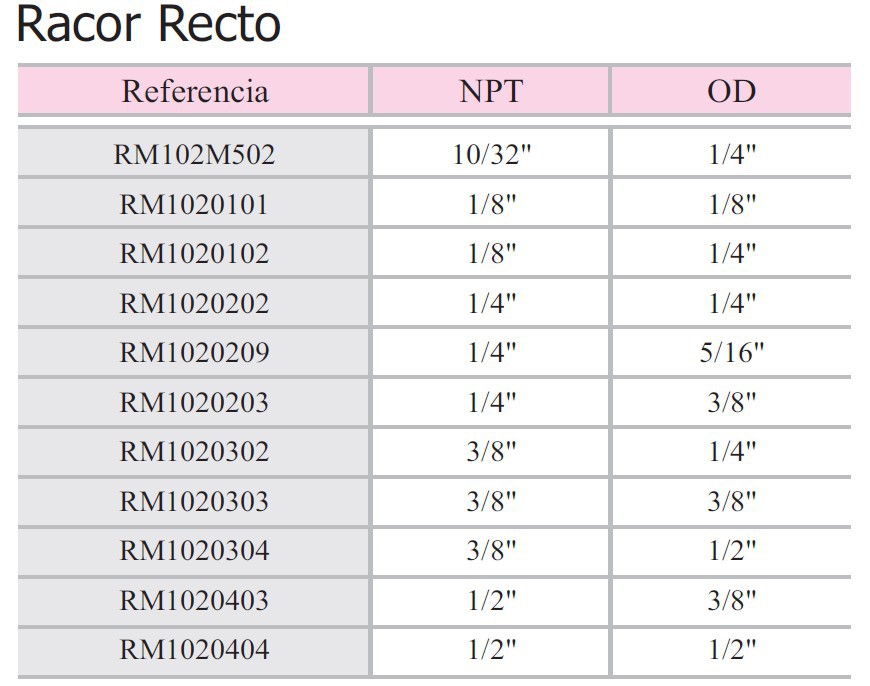 Racor Recto
Referencia NPT OD
RM102M502 10/32" 1/4"
RM1020101 1/8" 1/8"
RM1020102 1/8" 1/4"
RM1020202 1/4" 1/4"
RM1020209 1/4" 5/16"
RM1020203 1/4" 3/8"
RM1020302 3/8" 1/4"
RM1020303 3/8" 3/8"
RM1020304 3/8" 1/2"
RM1020403 1/2" 3/8"
RM1020404 1/2" 1/2"